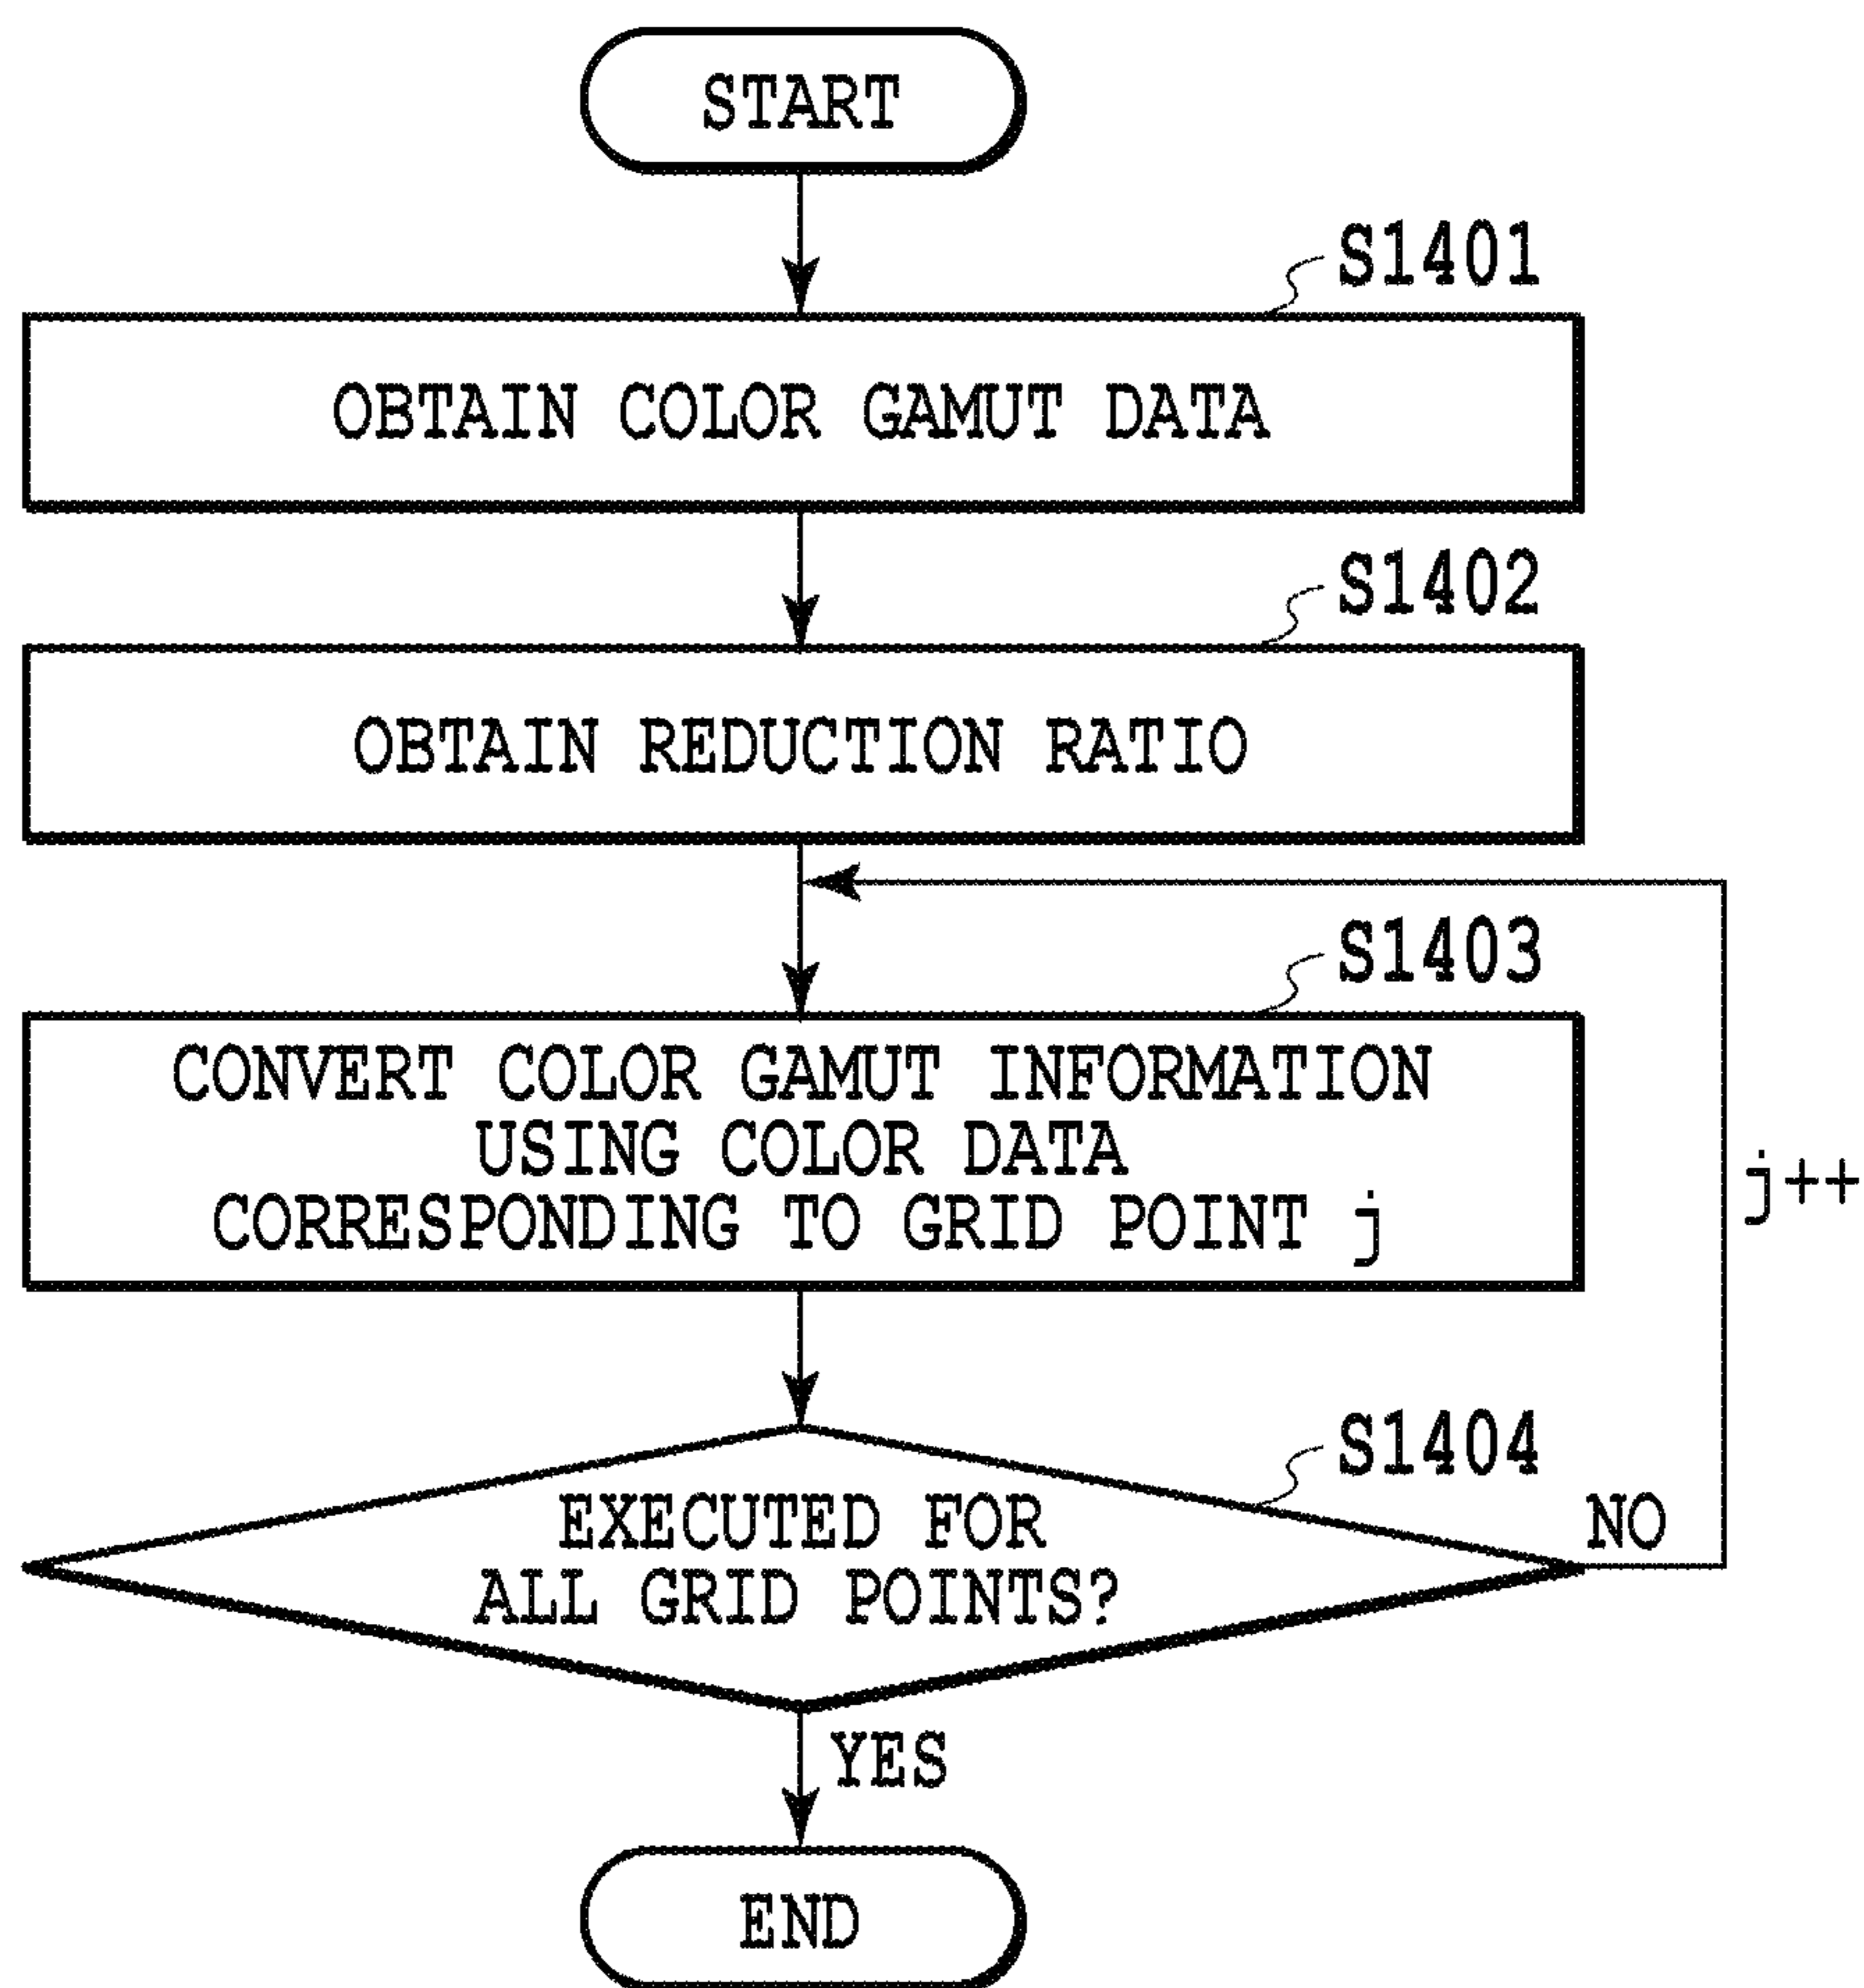 START
S1401
OBTAIN COLOR GAMUT DATA
S1402
OBTAIN REDUCTION RATIO
S1403
CONVERT COLOR GAMUT INFORMATION
USING COLOR DATA
CORRESPONDING TO GRID POINT j
j++
S1404
EXECUTED FOR
ALL GRID POINTS?
NO
YES
END